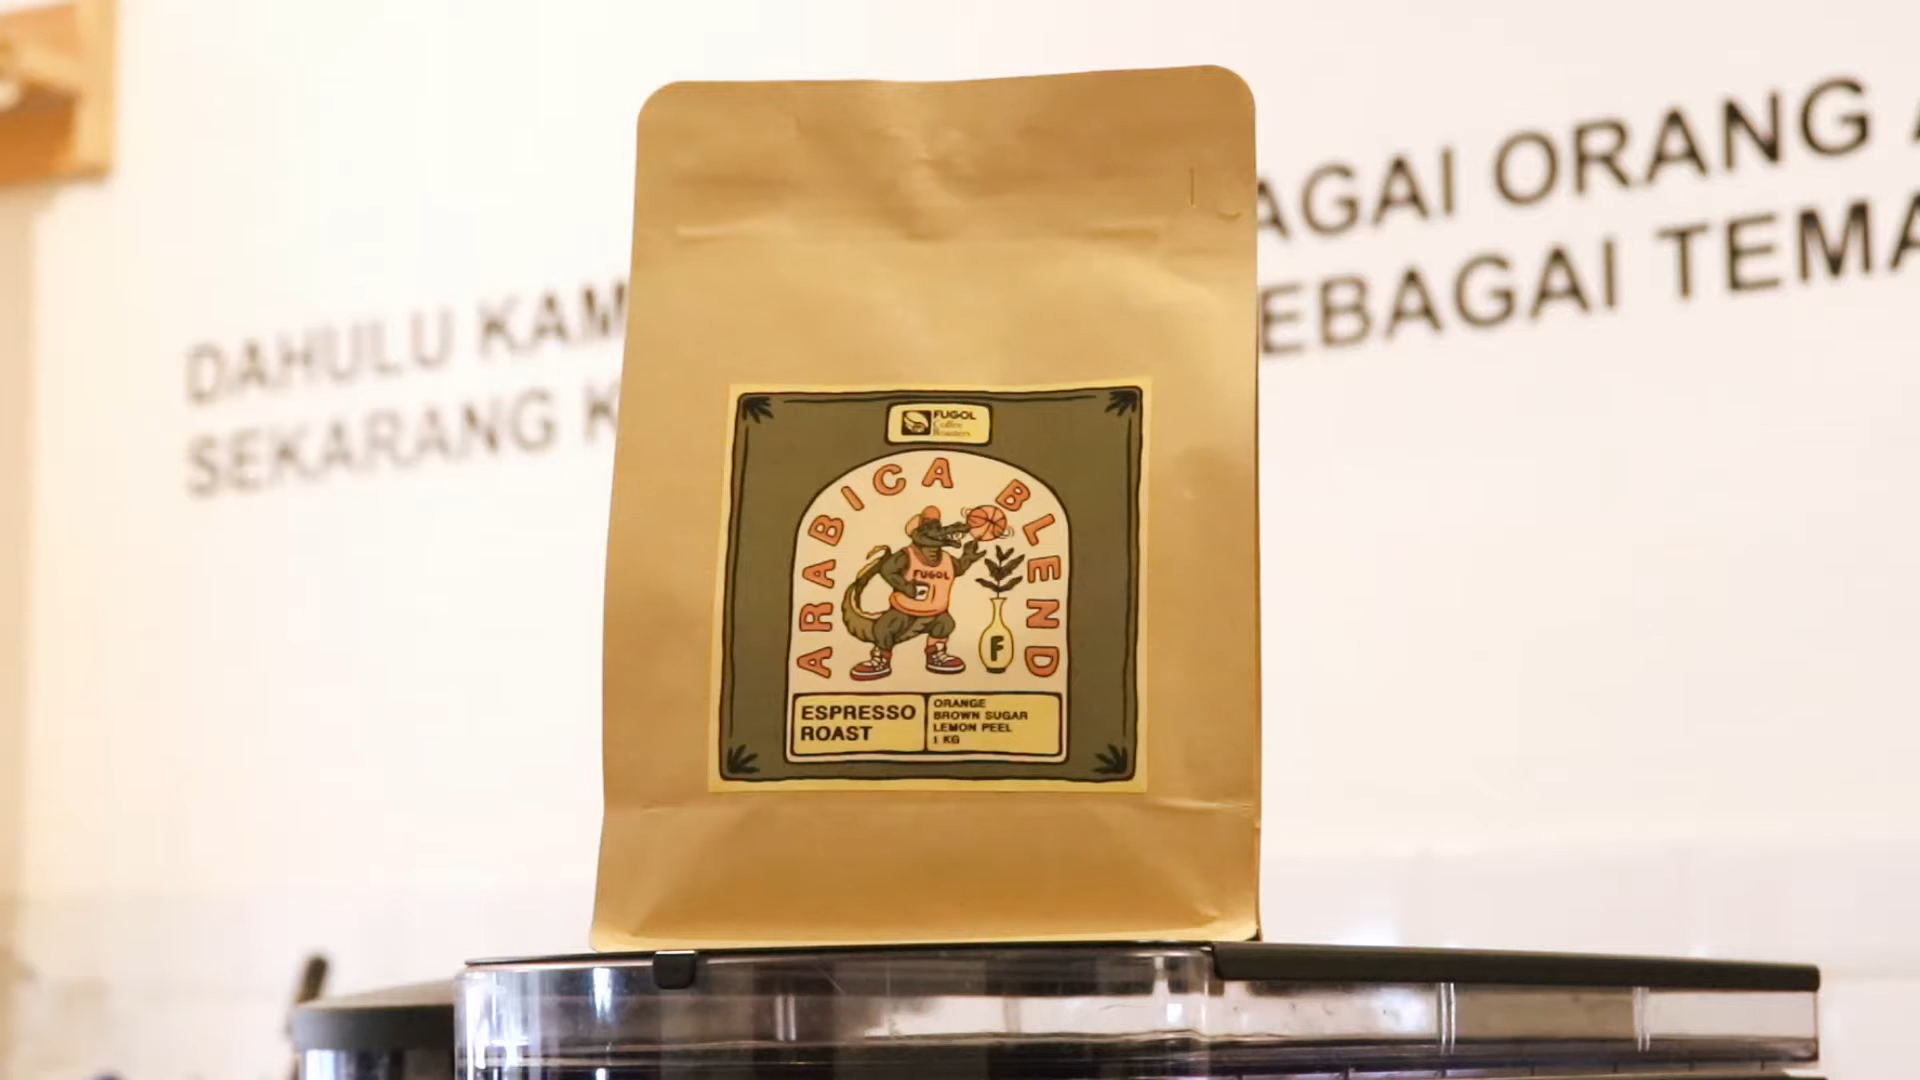 DAHULU KAM
AGAI ORANG
SEKARANG K
EBAGAI TEMA
FUGOL
Coffee
Roasters
ARABICA BLEND
FUGOL
F
ESPRESSO
ROAST
ORANGE
BROWN SUGAR
LEMON PEEL
1 KG